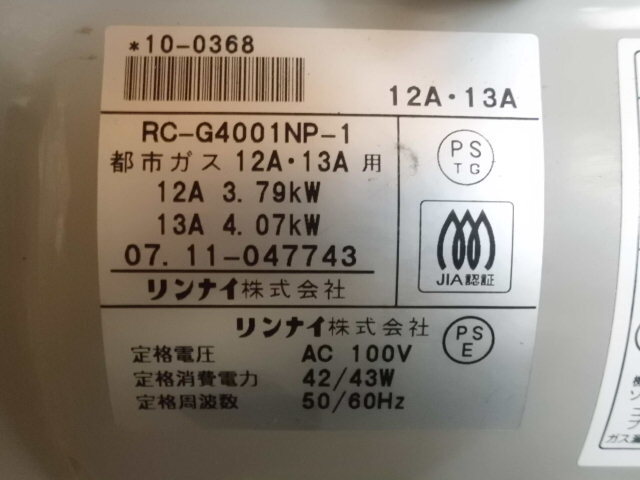 *10-0368
12A・13A
RC-G4001NP-1
都市ガス 12A・13A 用
12A 3.79kW
13A 4.07kW
07.11-047743
リンナイ株式会社
PS
TG
JIA認証
リンナイ株式会社
PS
E
定格電圧 AC 100V
定格消費電力 42/43W
定格周波数 50/60Hz